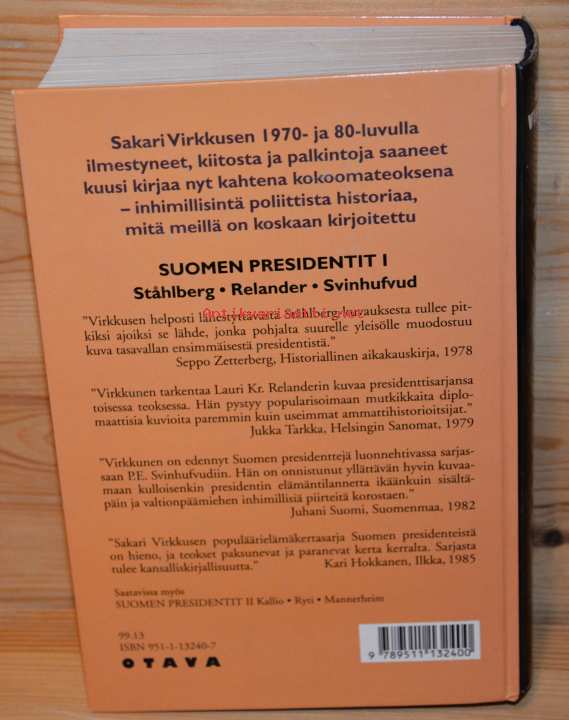 Sakari Virkkusen 1970- ja 80-luvulla
ilmestyneet, kiitosta ja palkintoja saaneet
kuusi kirjaa nyt kahtena kokoomateoksena
– inhimillisintä poliittista historiaa,
mitä meillä on koskaan kirjoitettu
SUOMEN PRESIDENTIT I
Ståhlberg • Relander • Svinhufvud
"Virkkusen helposti lähestyttävästä Ståhlberg-kuvauksesta tullee pit-
kiksi ajoiksi se lähde, jonka pohjalta suurelle yleisölle muodostuu
kuva tasavallan ensimmäisestä presidentistä."
Seppo Zetterberg, Historiallinen aikakauskirja, 1978
"Virkkunen tarkentaa Lauri Kr. Relanderin kuvaa presidenttisarjansa
toisessa teoksessa. Hän pystyy popularisoimaan mutkikkaita diplo-
maattisia kuvioita paremmin kuin useimmat ammattihistorioitsijat."
Jukka Tarkka, Helsingin Sanomat, 1979
"Virkkunen on edennyt Suomen presidenttejä luonnehtivassa sarjas-
saan P.E. Svinhufvudiin. Hän on onnistunut yllättävän hyvin kuvaa-
maan kulloisenkin presidentin elämäntilannetta ikäänkuin sisältä-
päin ja valtionpäämiehen inhimillisiä piirteitä korostaen."
Juhani Suomi, Suomenmaa, 1982
"Sakari Virkkusen populäärielämäkertasarja Suomen presidenteistä
on hieno, ja teokset paksunevat ja paranevat kerta kerralta. Sarjasta
tulee kansalliskirjallisuutta." Kari Hokkanen, Ilkka, 1985
Saatavissa myös
SUOMEN PRESIDENTIT II Kallio • Ryti • Mannerheim
99.13
ISBN 951-1-13240-7
OTAVA
9 789511 132400